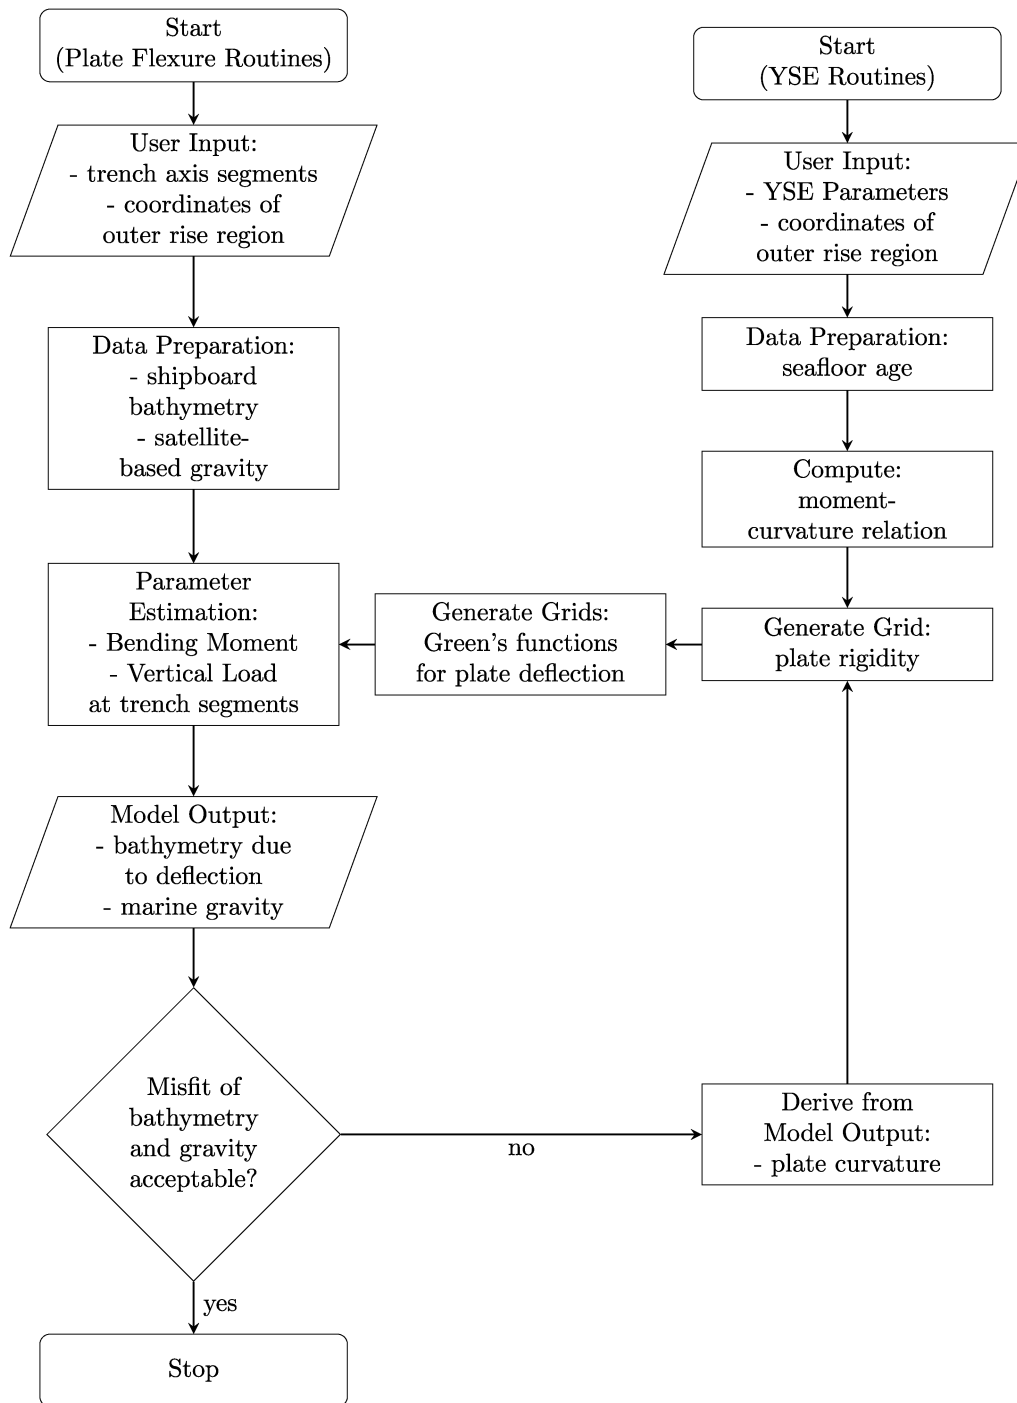 Start
(Plate Flexure Routines)
User Input:
- trench axis segments
- coordinates of
outer rise region
Data Preparation:
- shipboard
bathymetry
- satellite-
based gravity
Parameter
Estimation:
- Bending Moment
- Vertical Load
at trench segments
Model Output:
- bathymetry due
to deflection
- marine gravity
Misfit of
bathymetry
and gravity
acceptable?
yes
Stop
no
Generate Grids:
Green's functions
for plate deflection
Start
(YSE Routines)
User Input:
- YSE Parameters
- coordinates of
outer rise region
Data Preparation:
seafloor age
Compute:
moment-
curvature relation
Generate Grid:
plate rigidity
Derive from
Model Output:
- plate curvature